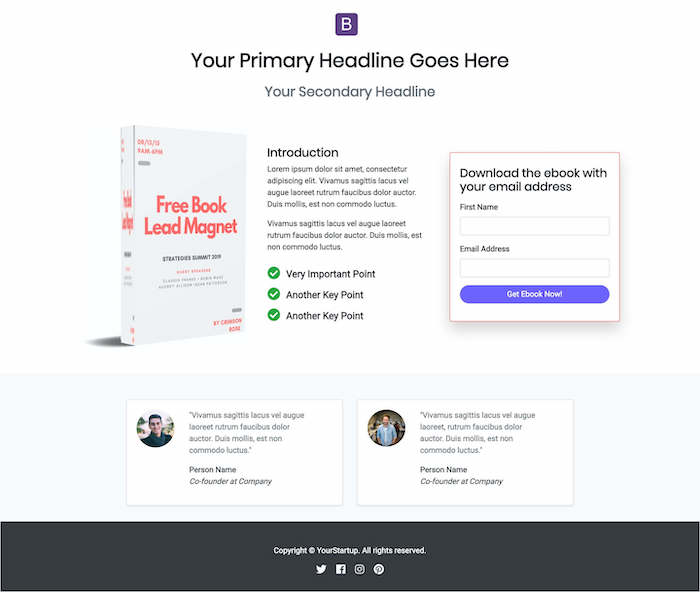 B
Your Primary Headline Goes Here
Your Secondary Headline
09/13/13
9AM-6PM
Free Book
Lead Magnet
STRATEGIES SUMMIT 2019
GUEST SPEAKERS
BY CRIMSON
ROSE
Free Book
Lead Magnet
Introduction
Lorem ipsum dolor sit amet, consectetur
adipiscing elit. Vivamus sagittis lacus vel
augue laoreet rutrum faucibus dolor auctor.
Duis mollis, est non commodo luctus.
Vivamus sagittis lacus vel augue laoreet
rutrum faucibus dolor auctor. Duis mollis, est
non commodo luctus.
Very Important Point
Another Key Point
Another Key Point
Download the ebook with
your email address
First Name
Email Address
Get Ebook Now!
"Vivamus sagittis lacus vel augue
laoreet rutrum faucibus dolor
auctor. Duis mollis, est non
commodo luctus."
Person Name
Co-founder at Company
"Vivamus sagittis lacus vel augue
laoreet rutrum faucibus dolor
auctor. Duis mollis, est non
commodo luctus."
Person Name
Co-founder at Company
Copyright © YourStartup. All rights reserved.